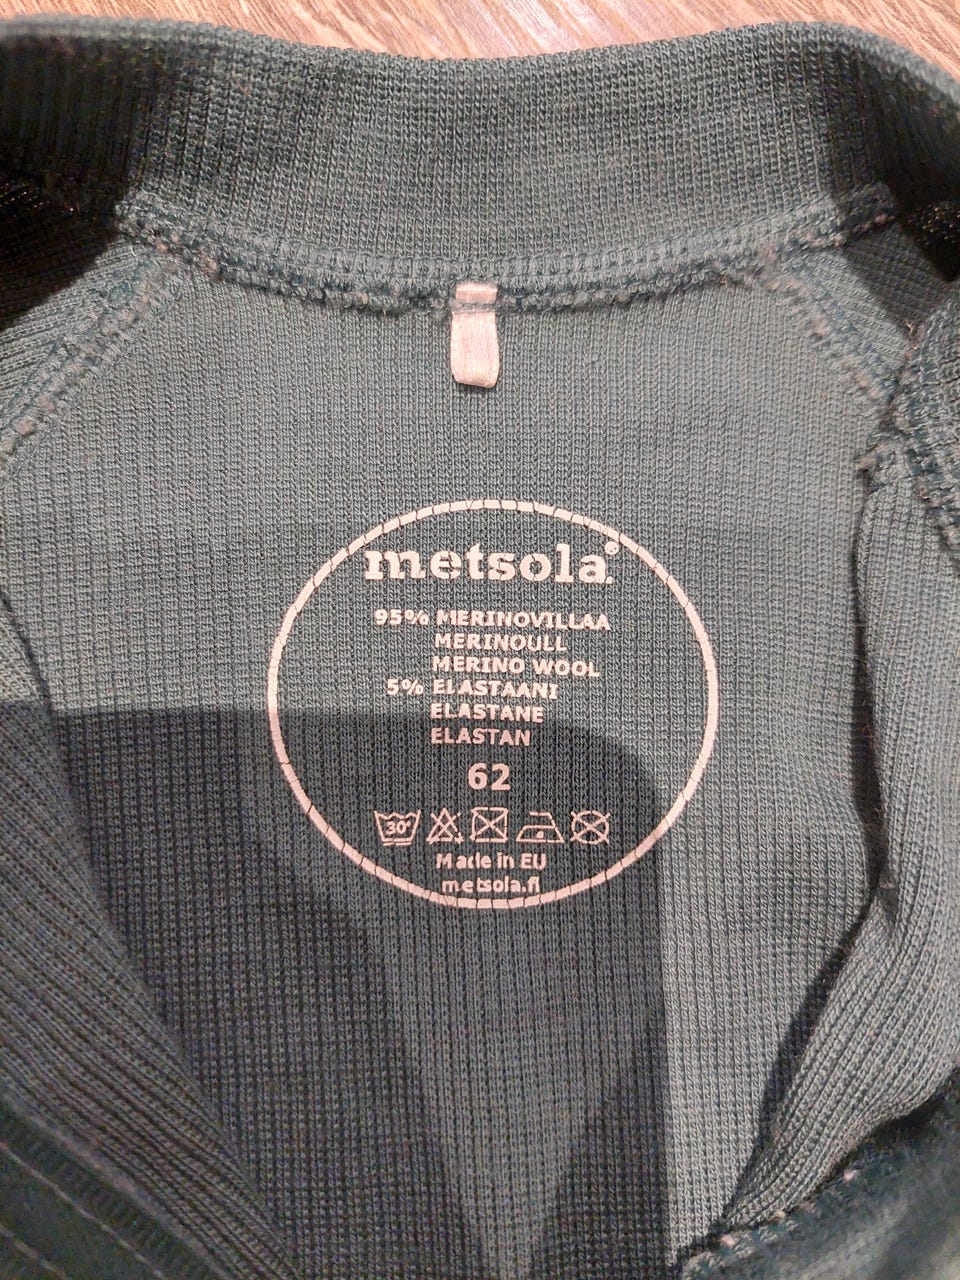 metsola
95% MERINOVILLAA
MERINOULL
MERINO WOOL
5% ELASTAANI
ELASTANE
ELASTAN
62
30°
Made in EU
metsola.fi